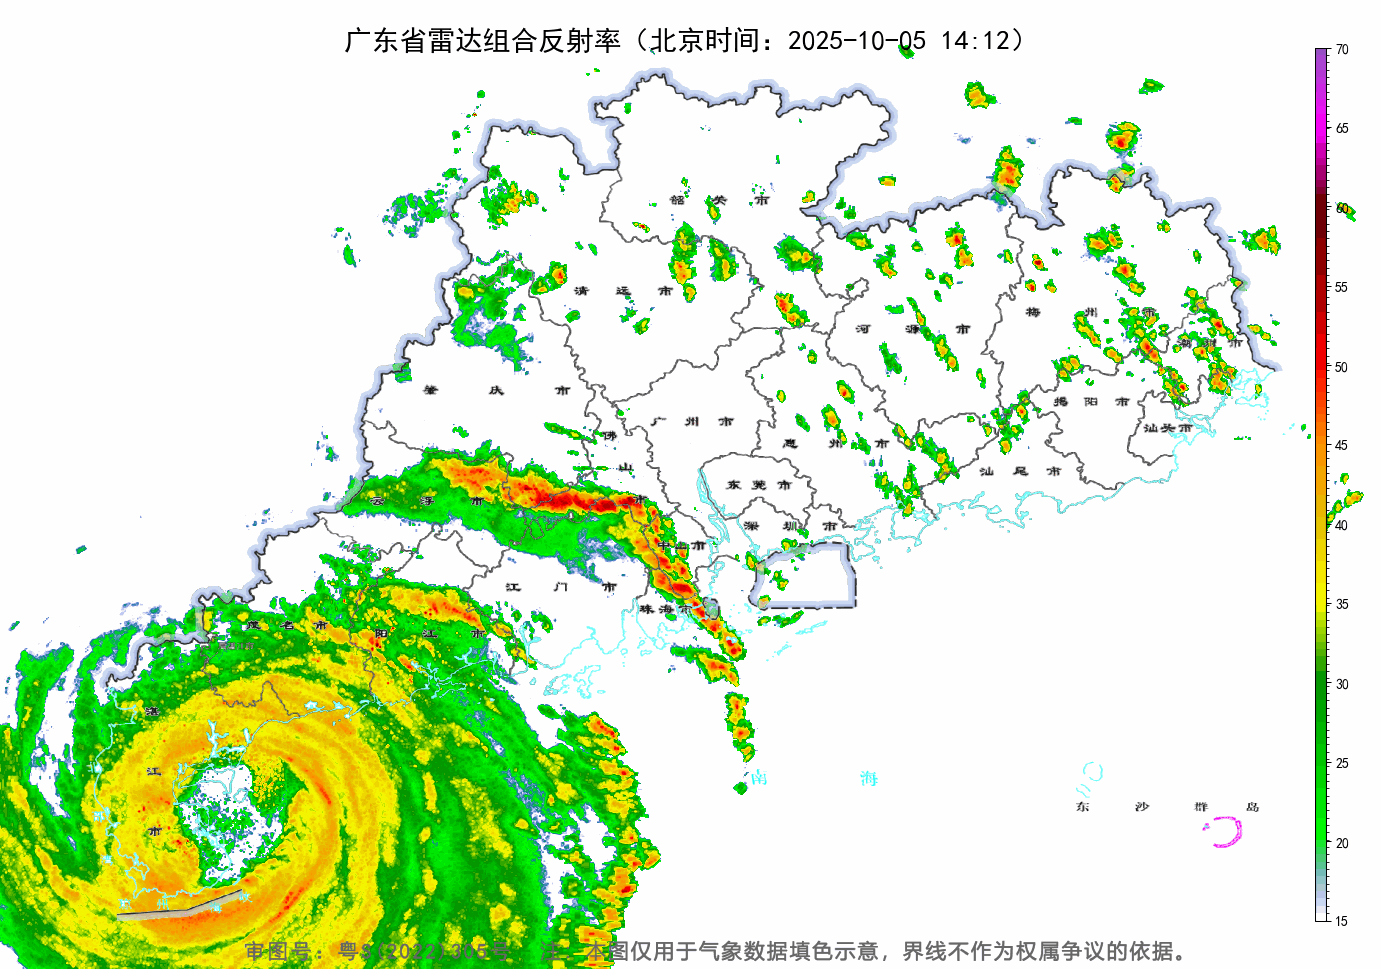 广东省雷达组合反射率（北京时间：2025-10-05 14:12）
70
65
60
55
50
45
40
35
30
25
20
15
韶关市
清远市
河源市
梅州市
潮州市
肇庆市
广州市
佛山市
惠州市
揭阳市
汕头市
汕尾市
东莞市
深圳市
云浮市
中山市
江门市
珠海市
茂名市
阳江市
湛江市
南海
东沙群岛
审图号：粤S(2022)1305号 注：本图仅用于气象数据填色示意，界线不作为权属争议的依据。